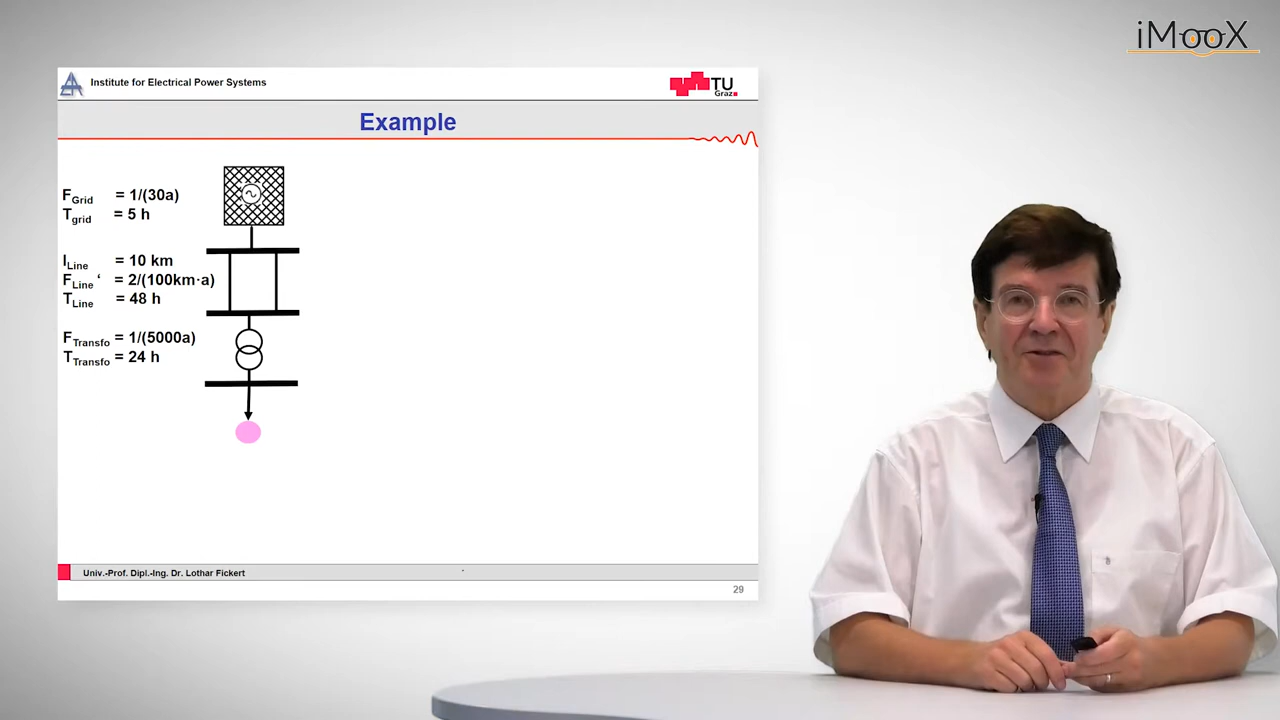 iMooX
Institute for Electrical Power Systems
TU
Graz
Example
F_Grid = 1/(30a)
T_grid = 5 h
l_Line = 10 km
F_Line ‘ = 2/(100km·a)
T_Line = 48 h
F_Transfo = 1/(5000a)
T_Transfo = 24 h
Univ.-Prof. Dipl.-Ing. Dr. Lothar Fickert
29